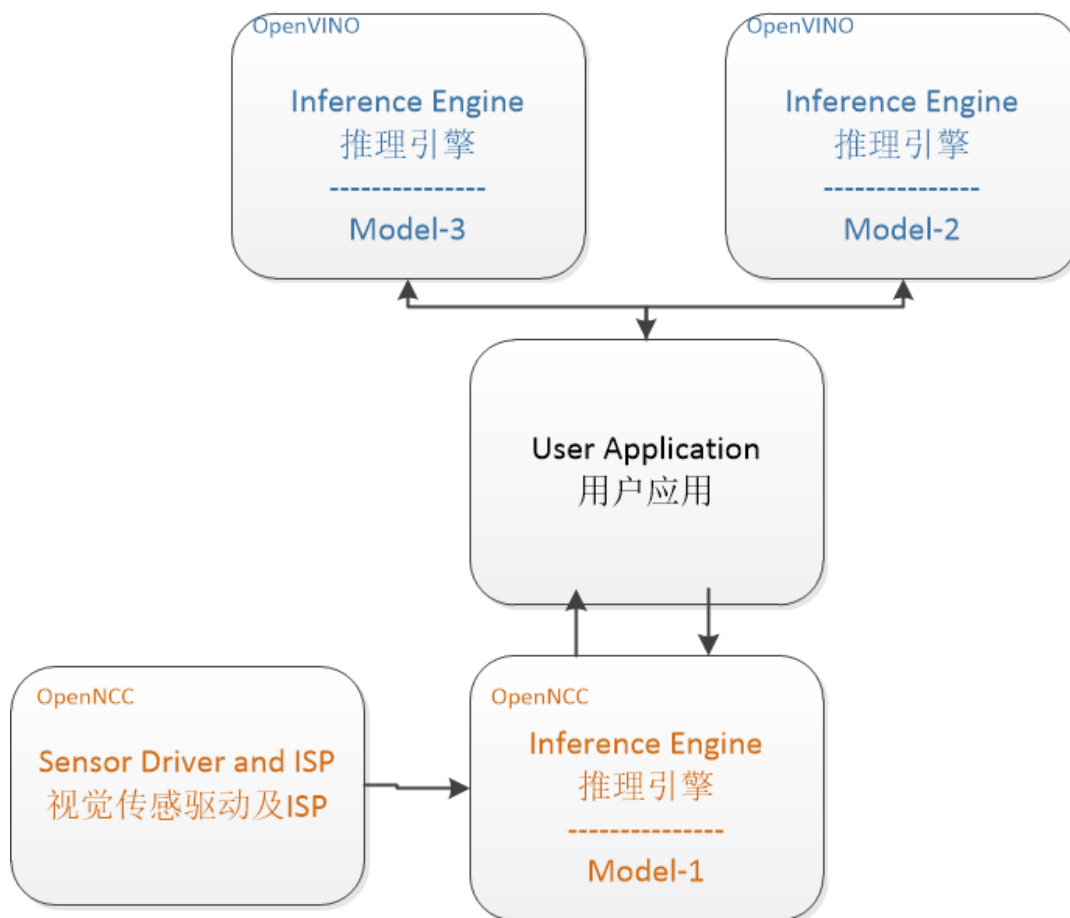 OpenVINO
Inference Engine
推理引擎
---------------
Model-3
OpenVINO
Inference Engine
推理引擎
---------------
Model-2
User Application
用户应用
OpenNCC
Sensor Driver and ISP
视觉传感驱动及ISP
OpenNCC
Inference Engine
推理引擎
---------------
Model-1